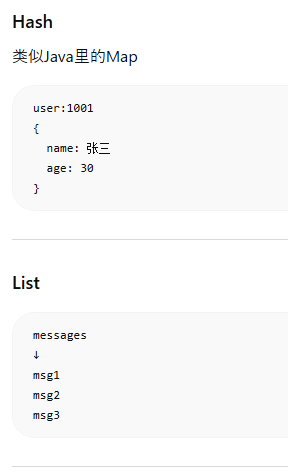 Hash
类似Java里的Map
user:1001
{
  name: 张三
  age: 30
}
List
messages
↓
msg1
msg2
msg3